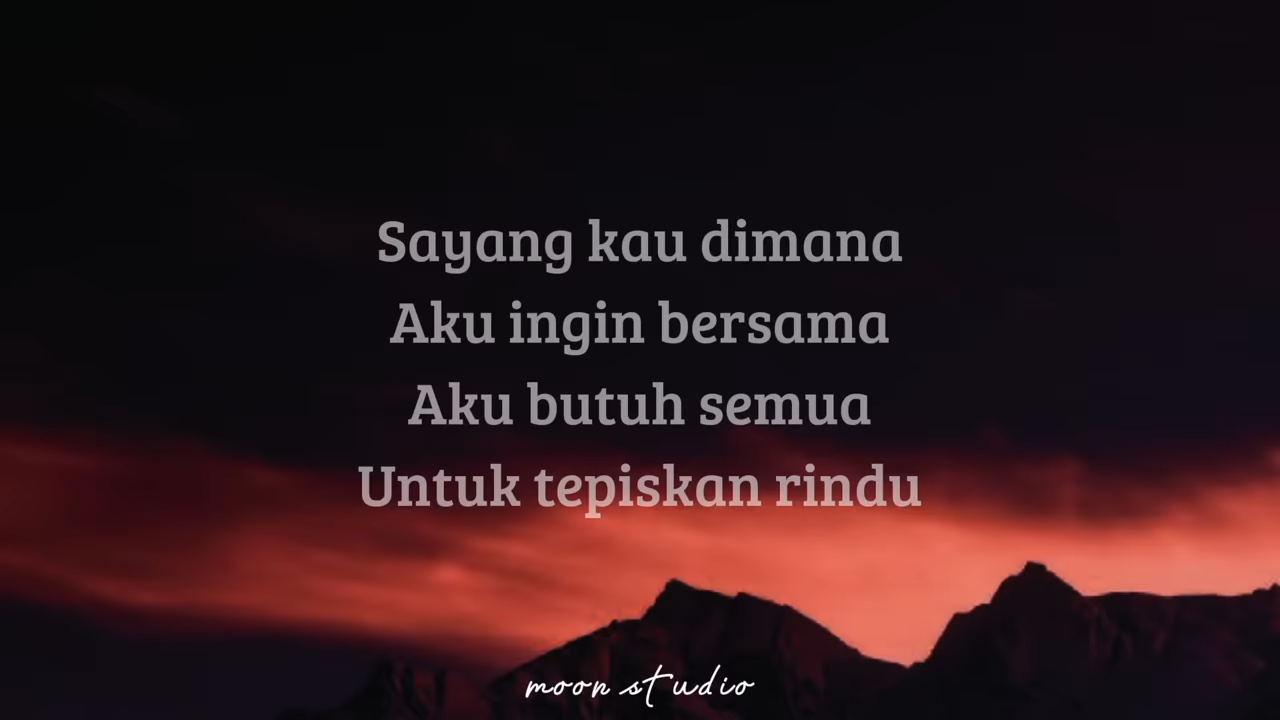 Sayang kau dimana
Aku ingin bersama
Aku butuh semua
Untuk tepiskan rindu
moon studio